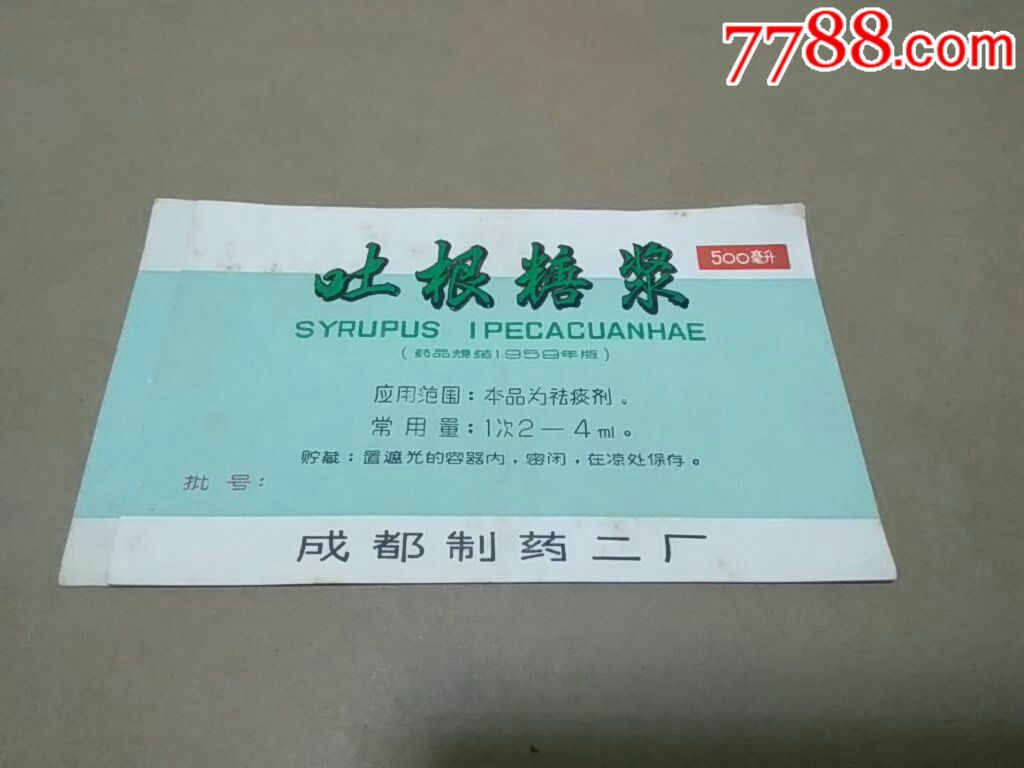 7788.com
吐根糖浆
500毫升
SYRUPUS IPECACUANHAE
(药品规范1959年版)
应用范围：本品为祛痰剂。
常用量：1次2—4ml。
贮藏：置遮光的容器内，密闭，在凉处保存。
批号：
成都制药二厂